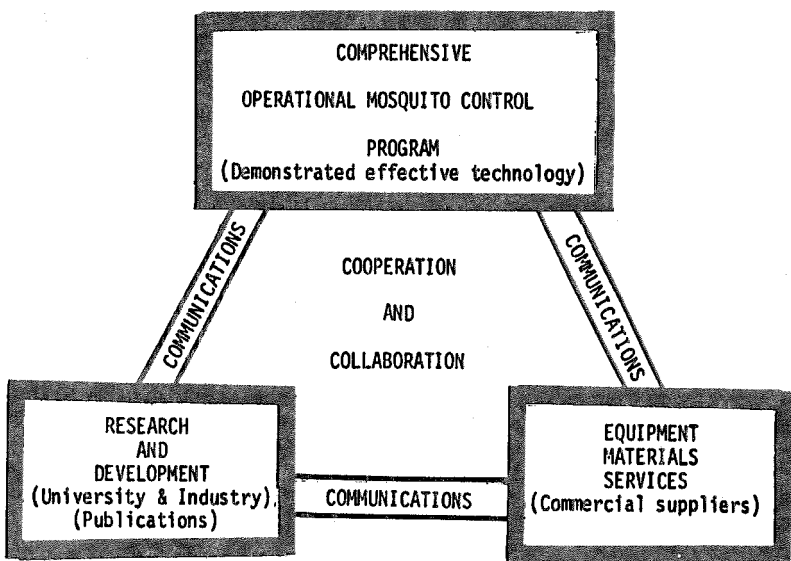 COMPREHENSIVE
OPERATIONAL MOSQUITO CONTROL
PROGRAM
(Demonstrated effective technology)
COMMUNICATIONS
COMMUNICATIONS
COOPERATION
AND
COLLABORATION
RESEARCH
AND
DEVELOPMENT
(University & Industry)
(Publications)
COMMUNICATIONS
EQUIPMENT
MATERIALS
SERVICES
(Commercial suppliers)